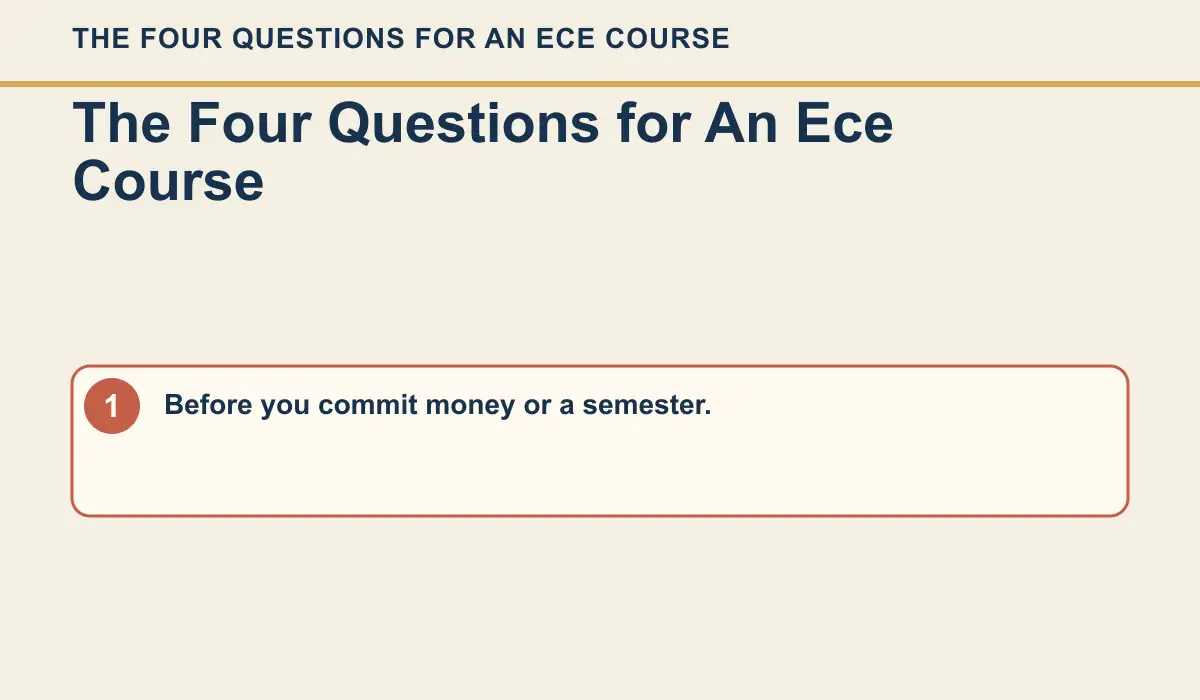 THE FOUR QUESTIONS FOR AN ECE COURSE
The Four Questions for An Ece
Course
1
Before you commit money or a semester.